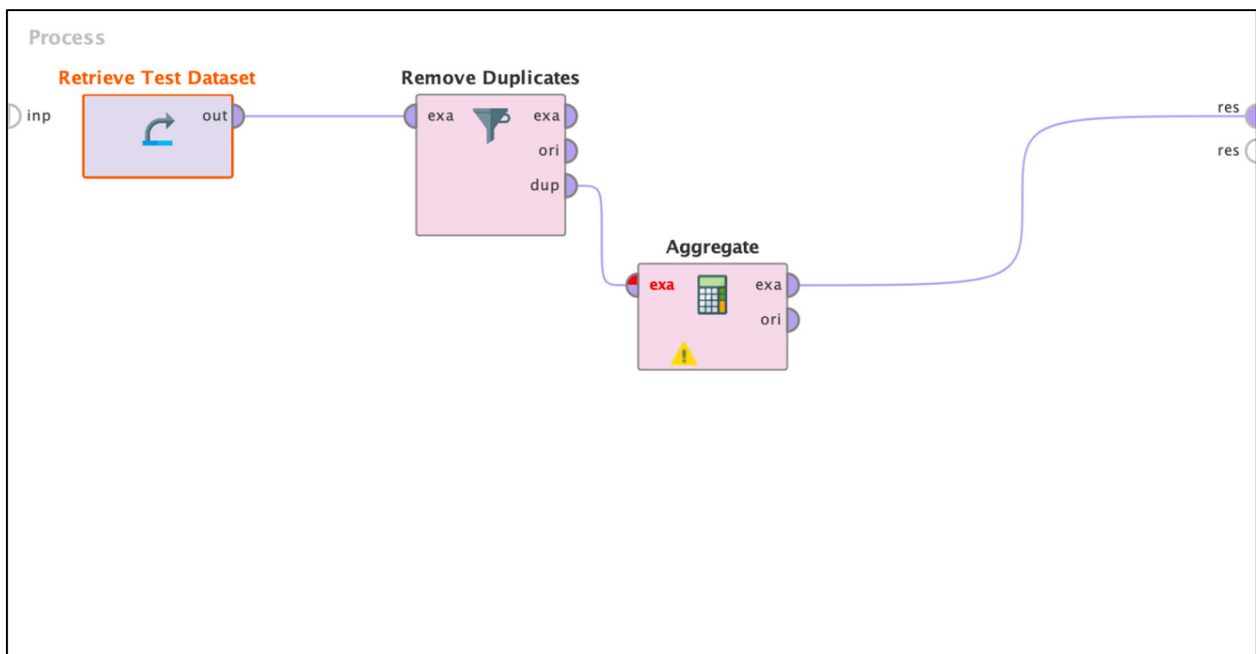 Process
Retrieve Test Dataset
Remove Duplicates
inp
out
exa
exa
ori
dup
res
res
Aggregate
exa
exa
ori